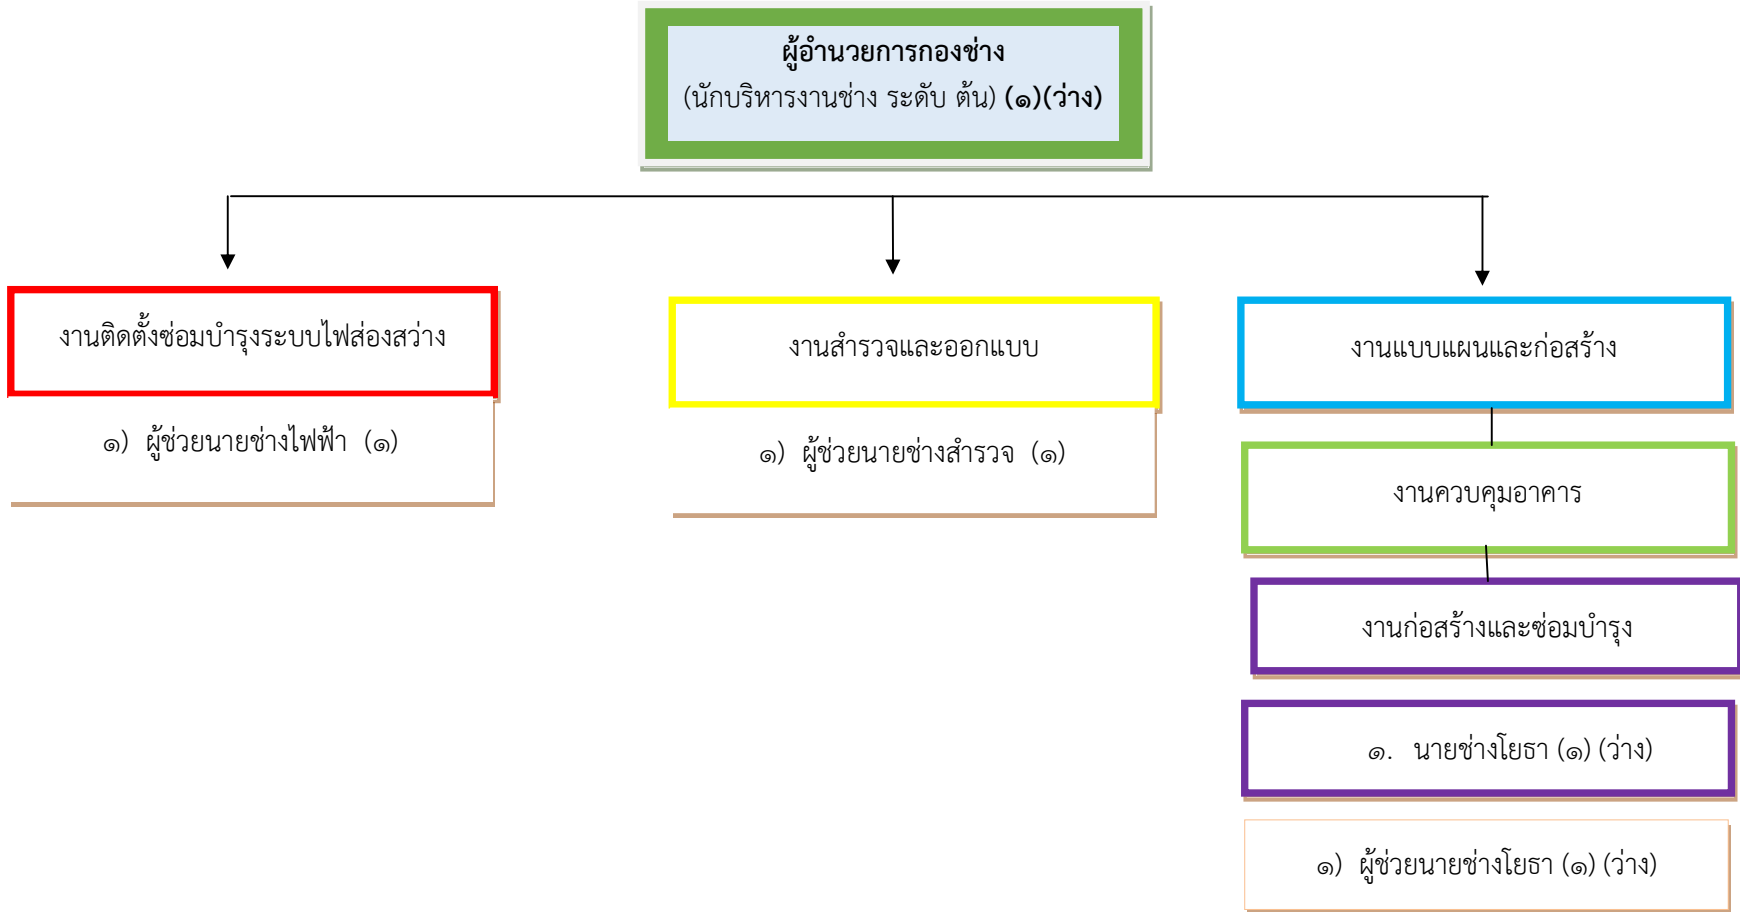 ผู้อำนวยการกองช่าง
(นักบริหารงานช่าง ระดับ ต้น) (๑)(ว่าง)
งานติดตั้งซ่อมบำรุงระบบไฟส่องสว่าง
๑) ผู้ช่วยนายช่างไฟฟ้า (๑)
งานสำรวจและออกแบบ
๑) ผู้ช่วยนายช่างสำรวจ (๑)
งานแบบแผนและก่อสร้าง
งานควบคุมอาคาร
งานก่อสร้างและซ่อมบำรุง
๑. นายช่างโยธา (๑) (ว่าง)
๑) ผู้ช่วยนายช่างโยธา (๑) (ว่าง)